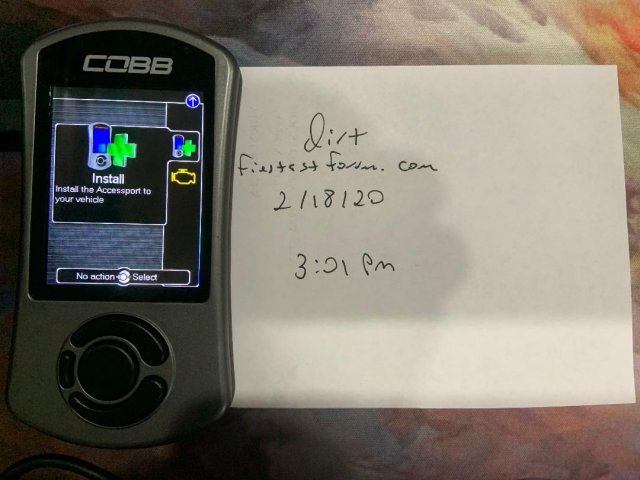 COBB
Install
Install the Accessport to
your vehicle
No action Select
Dirt
fiestastforum.com
2/18/20
3:01 PM